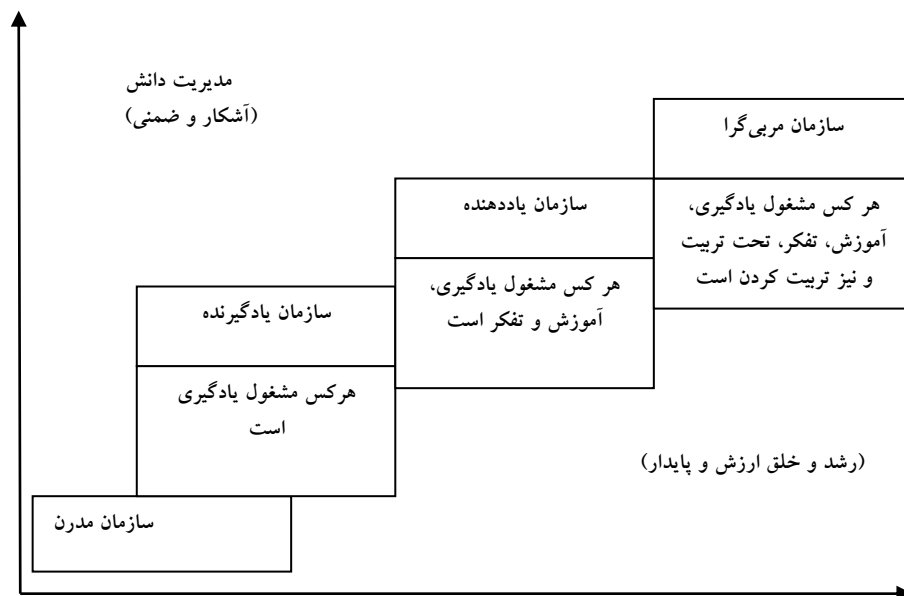 مدیریت دانش
(آشکار و ضمنی)
سازمان مربی‌گرا
هر کس مشغول یادگیری،
آموزش، تفکر، تحت تربیت
و نیز تربیت کردن است
سازمان یاددهنده
هر کس مشغول یادگیری،
آموزش و تفکر است
سازمان یادگیرنده
هرکس مشغول یادگیری
است
(رشد و خلق ارزش و پایدار)
سازمان مدرن